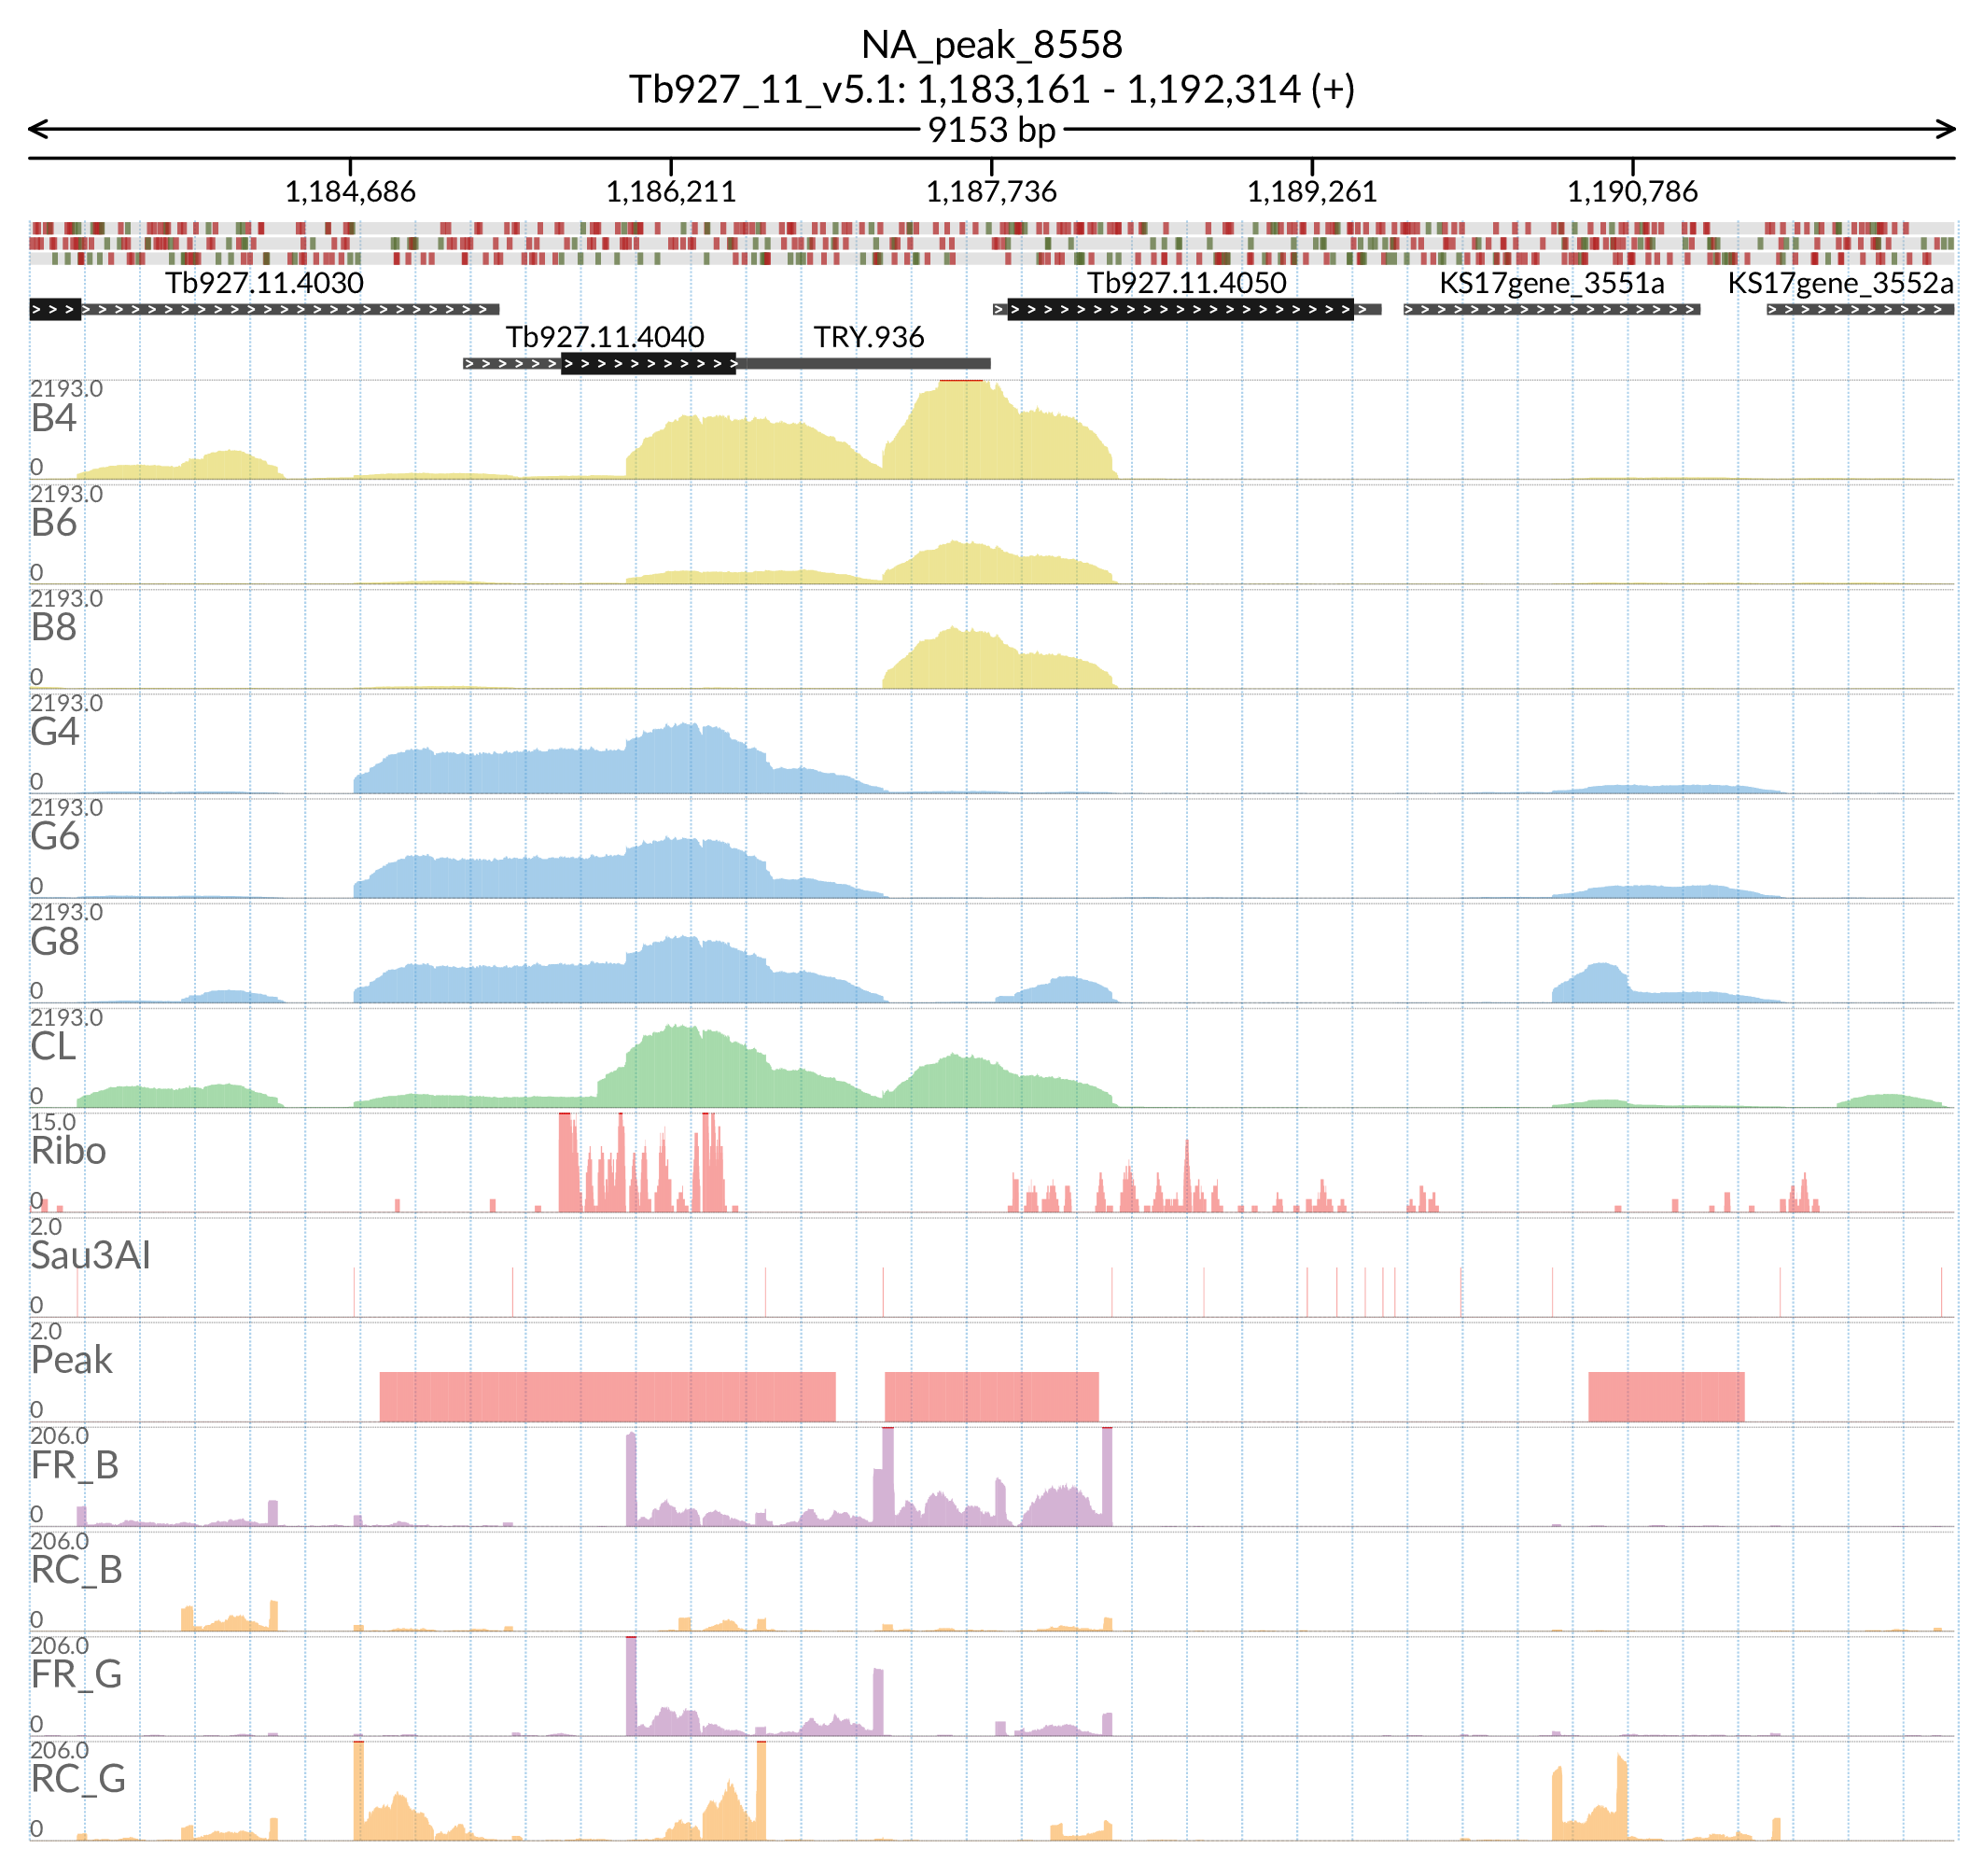 NA_peak_8558
Tb927_11_v5.1: 1,183,161 - 1,192,314 (+)
9153 bp
1,184,686 1,186,211 1,187,736 1,189,261 1,190,786
Tb927.11.4030 Tb927.11.4050 KS17gene_3551a KS17gene_3552a
Tb927.11.4040 TRY.936
2193.0
B4
0
2193.0
B6
0
2193.0
B8
0
2193.0
G4
0
2193.0
G6
0
2193.0
G8
0
2193.0
CL
0
15.0
Ribo
0
2.0
Sau3AI
0
2.0
Peak
0
206.0
FR_B
0
206.0
RC_B
0
206.0
FR_G
0
206.0
RC_G
0